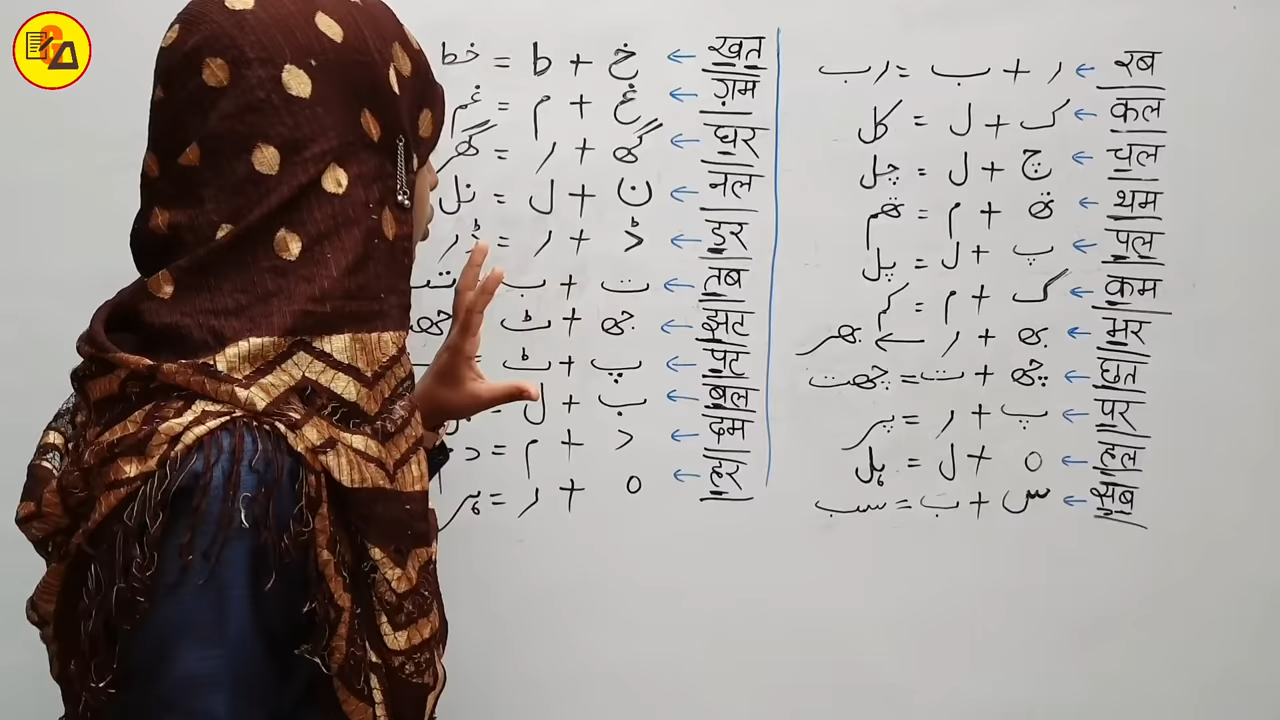 रब ← ر + ب = رب
कल ← ک + ل = کل
चल ← چ + ل = چل
थम ← تھ + م = تھم
पल ← پ + ل = پل
कम ← ک + م = کم
भर ← بھ + ر ← بھر
छत ← چھ + ت = چھت
पर ← پ + ر = پر
हल ← ہ + ل = ہل
सब ← س + ب = سب
खत ← خ + ط = خط
ग़म ← غ + م = غم
घर ← گھ + ر = گھر
नल ← ن + ل = نل
डर ← ڈ + ر = ڈر
तब ← ت + ب
झट ← جھ + ٹ
पट ← پ + ٹ =
बल ← ب + ل =
दम ← د + م =
हर ← ہ + ر = ہر